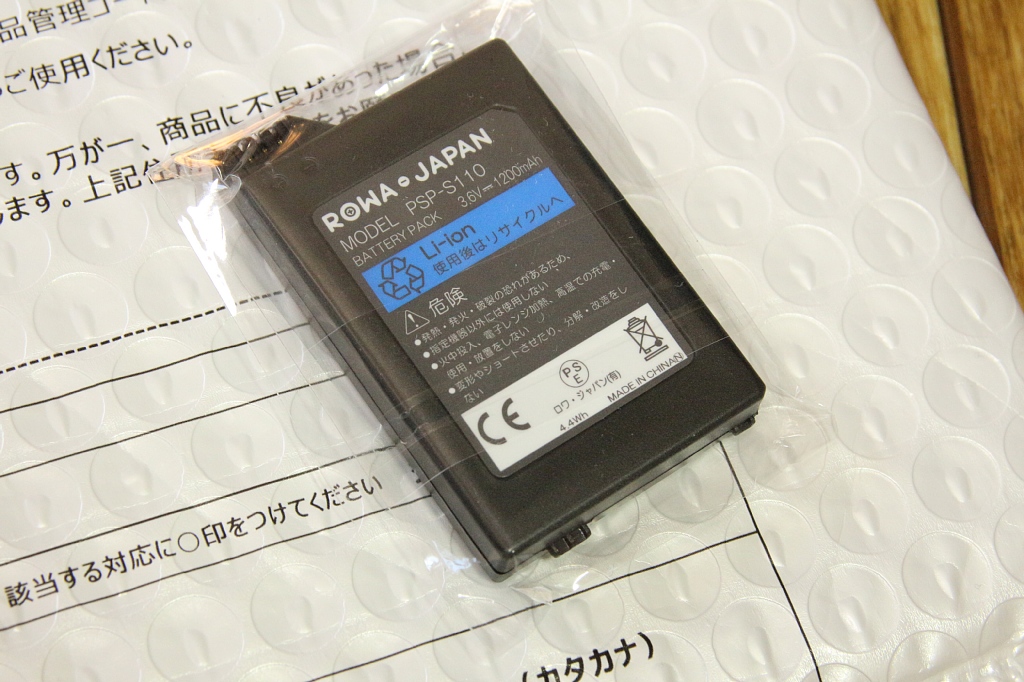 品管理コー
ご使用ください。
す。万が一、商品に不良があった場合
ます。上記
ROWA JAPAN
MODEL PSP-S110
BATTERY PACK 3.6V 1200mAh
Li-ion
使用後はリサイクルへ
危険
●発熱・発火・破裂の恐れがあるため、
●指定機器以外には使用しない
●火中投入、電子レンジ加熱、高温での充電・
使用・放置をしない
●変形やショートさせたり、分解・改造をし
ない
CE
PSE
ロワ・ジャパン(有)
4.4Wh MADE IN CHINA
該当する対応に○印をつけてください
(カタカナ)